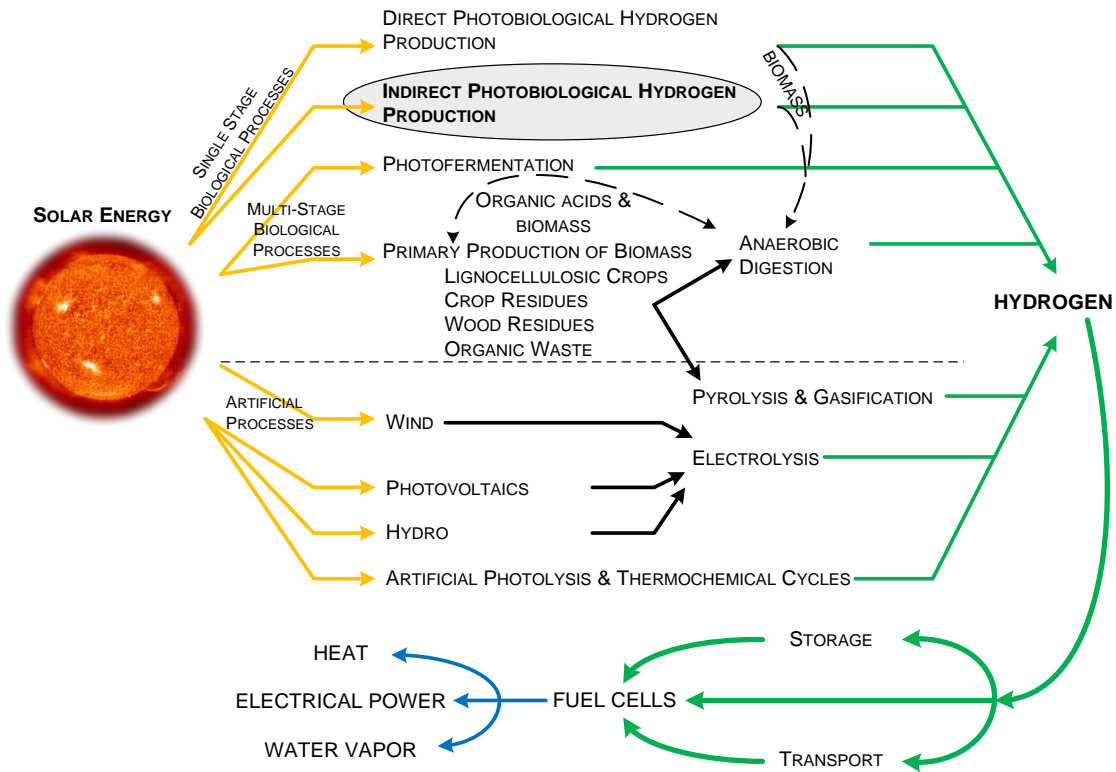 DIRECT PHOTOBIOLOGICAL HYDROGEN
PRODUCTION
INDIRECT PHOTOBIOLOGICAL HYDROGEN
PRODUCTION
BIOMASS
SINGLE STAGE
BIOLOGICAL PROCESSES
PHOTOFERMENTATION
SOLAR ENERGY
MULTI-STAGE
BIOLOGICAL
PROCESSES
ORGANIC ACIDS &
BIOMASS
PRIMARY PRODUCTION OF BIOMASS
LIGNOCELLULOSIC CROPS
CROP RESIDUES
WOOD RESIDUES
ORGANIC WASTE
ANAEROBIC
DIGESTION
HYDROGEN
PYROLYSIS & GASIFICATION
ARTIFICIAL
PROCESSES
WIND
ELECTROLYSIS
PHOTOVOLTAICS
HYDRO
ARTIFICIAL PHOTOLYSIS & THERMOCHEMICAL CYCLES
STORAGE
HEAT
ELECTRICAL POWER
FUEL CELLS
WATER VAPOR
TRANSPORT